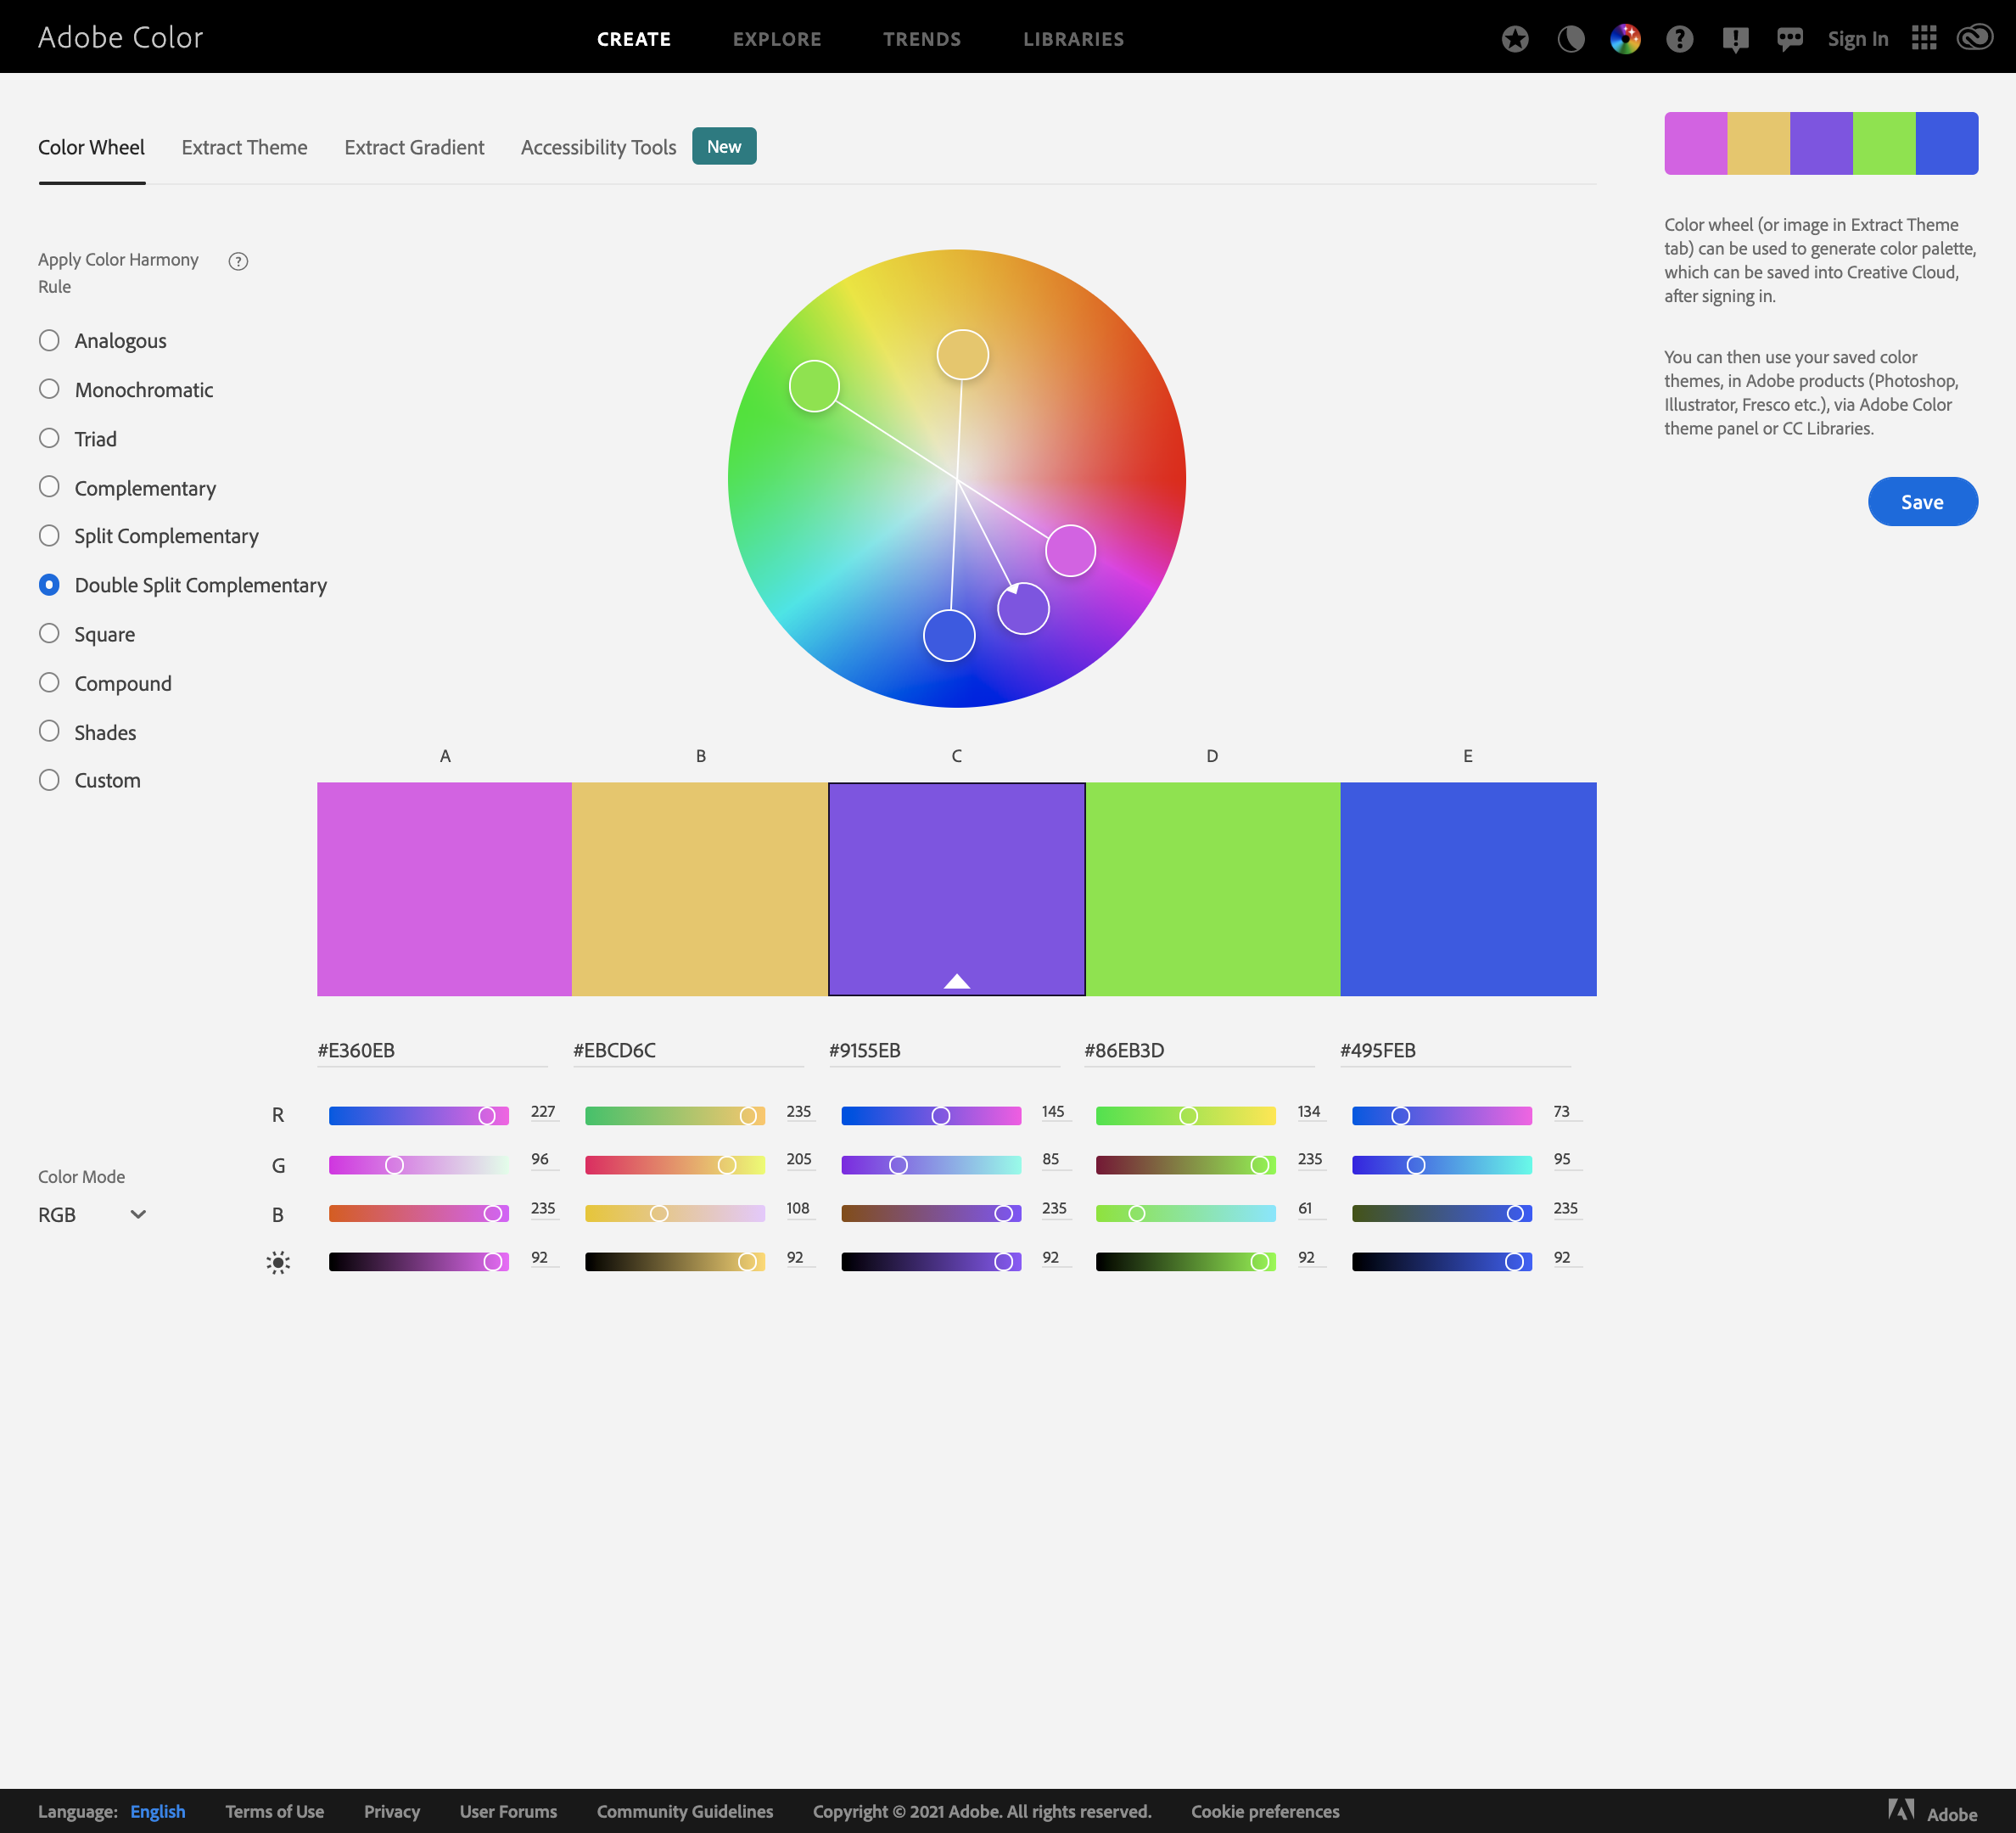 Adobe Color
CREATE
EXPLORE
TRENDS
LIBRARIES
Sign In
Color Wheel
Extract Theme
Extract Gradient
Accessibility Tools
New
Color wheel (or image in Extract Theme
tab) can be used to generate color palette,
which can be saved into Creative Cloud,
after signing in.
You can then use your saved color
themes, in Adobe products (Photoshop,
Illustrator, Fresco etc.), via Adobe Color
theme panel or CC Libraries.
Save
Apply Color Harmony
Rule
Analogous
Monochromatic
Triad
Complementary
Split Complementary
Double Split Complementary
Square
Compound
Shades
Custom
A
B
C
D
E
#E360EB
#EBCD6C
#9155EB
#86EB3D
#495FEB
R
227
235
145
134
73
G
96
205
85
235
95
Color Mode
RGB
B
235
108
235
61
235
92
92
92
92
92
Language:
English
Terms of Use
Privacy
User Forums
Community Guidelines
Copyright © 2021 Adobe. All rights reserved.
Cookie preferences
Adobe